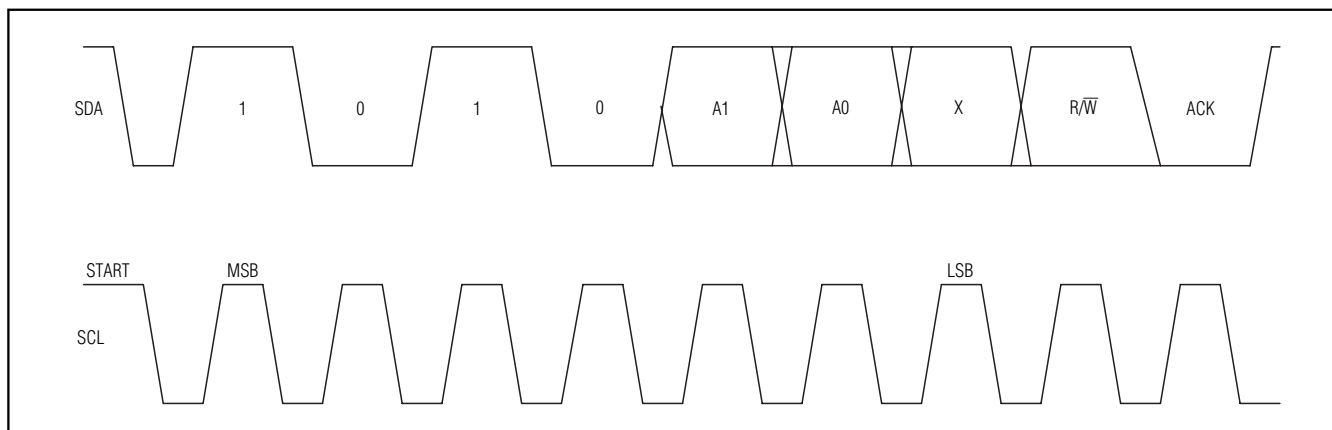 SDA 1 0 1 0 A1 A0 X R/W̅ ACK
START MSB LSB
SCL